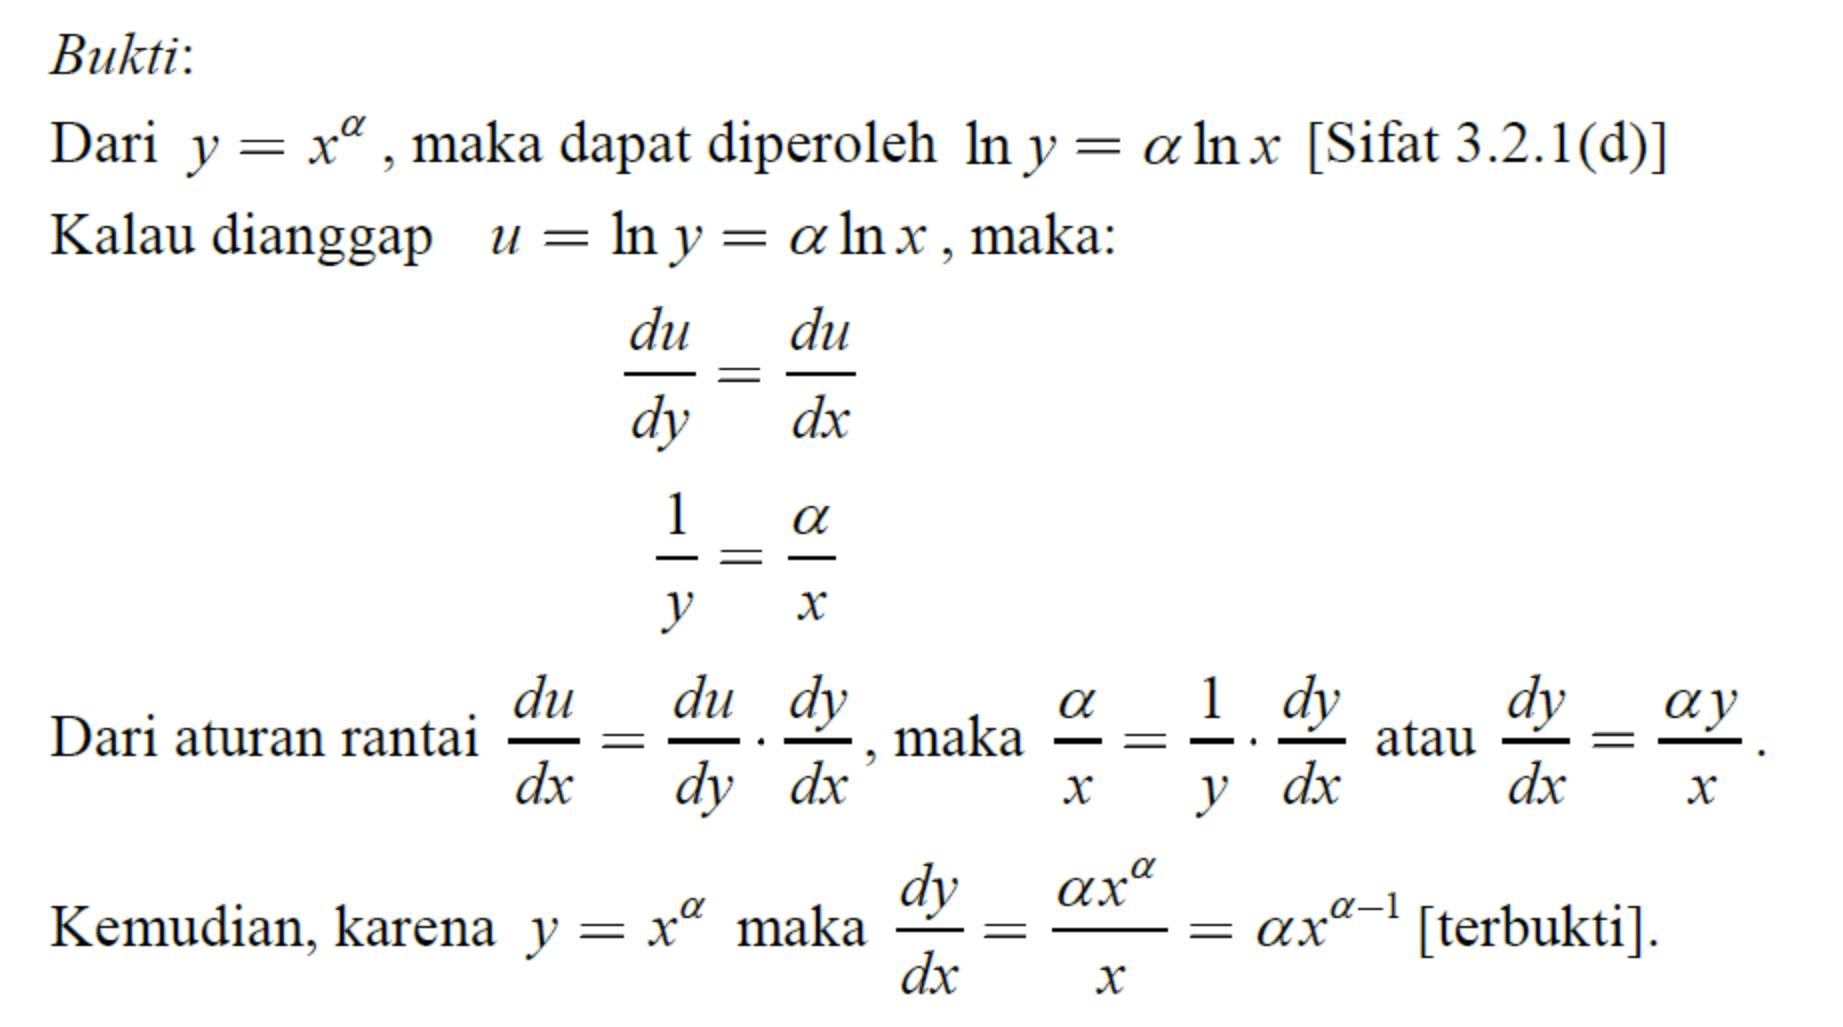 Bukti:
Dari y = x^α , maka dapat diperoleh ln y = α ln x [Sifat 3.2.1(d)]
Kalau dianggap u = ln y = α ln x , maka:
du/dy = du/dx
1/y = α/x
Dari aturan rantai du/dx = du/dy · dy/dx , maka α/x = 1/y · dy/dx atau dy/dx = αy/x .
Kemudian, karena y = x^α maka dy/dx = αx^α/x = αx^(α−1) [terbukti].